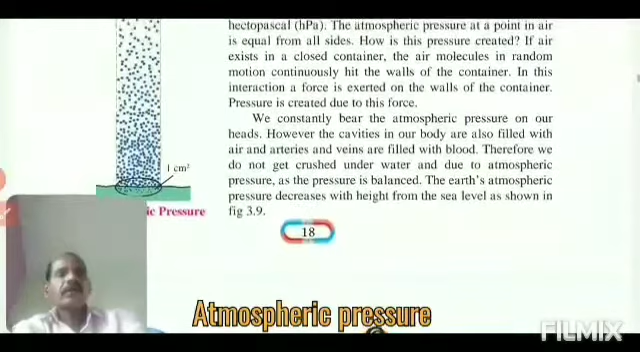 hectopascal (hPa). The atmospheric pressure at a point in air
is equal from all sides. How is this pressure created? If air
exists in a closed container, the air molecules in random
motion continuously hit the walls of the container. In this
interaction a force is exerted on the walls of the container.
Pressure is created due to this force.
We constantly bear the atmospheric pressure on our
heads. However the cavities in our body are also filled with
air and arteries and veins are filled with blood. Therefore we
do not get crushed under water and due to atmospheric
pressure, as the pressure is balanced. The earth's atmospheric
pressure decreases with height from the sea level as shown in
fig 3.9.
1 cm²
ic Pressure
18
Atmospheric pressure
FILMIX